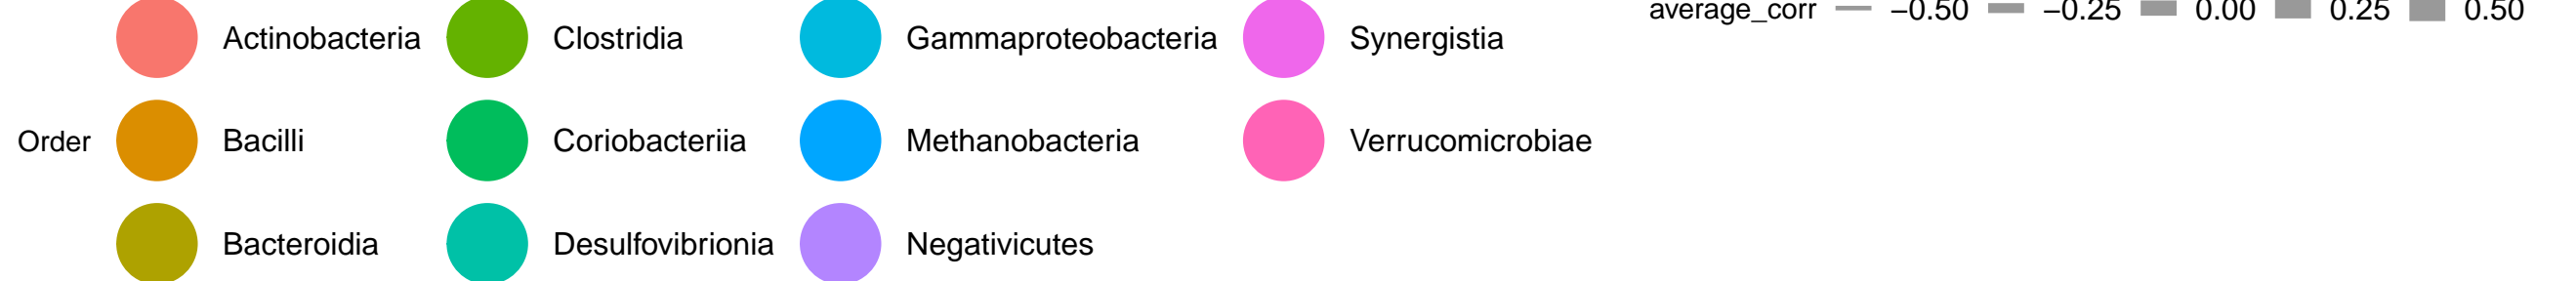 Actinobacteria Clostridia Gammaproteobacteria Synergistia average_corr −0.50 −0.25 0.00 0.25 0.50
Order Bacilli Coriobacteriia Methanobacteria Verrucomicrobiae
Bacteroidia Desulfovibrionia Negativicutes